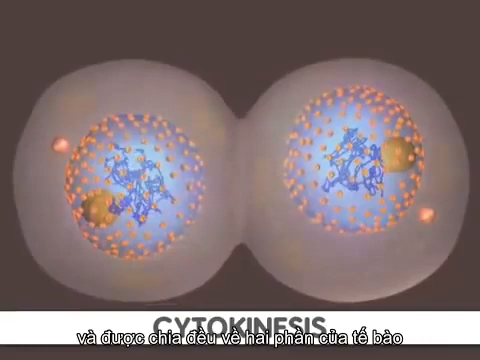 CYTOKINESIS
và được chia đều về hai phần của tế bào